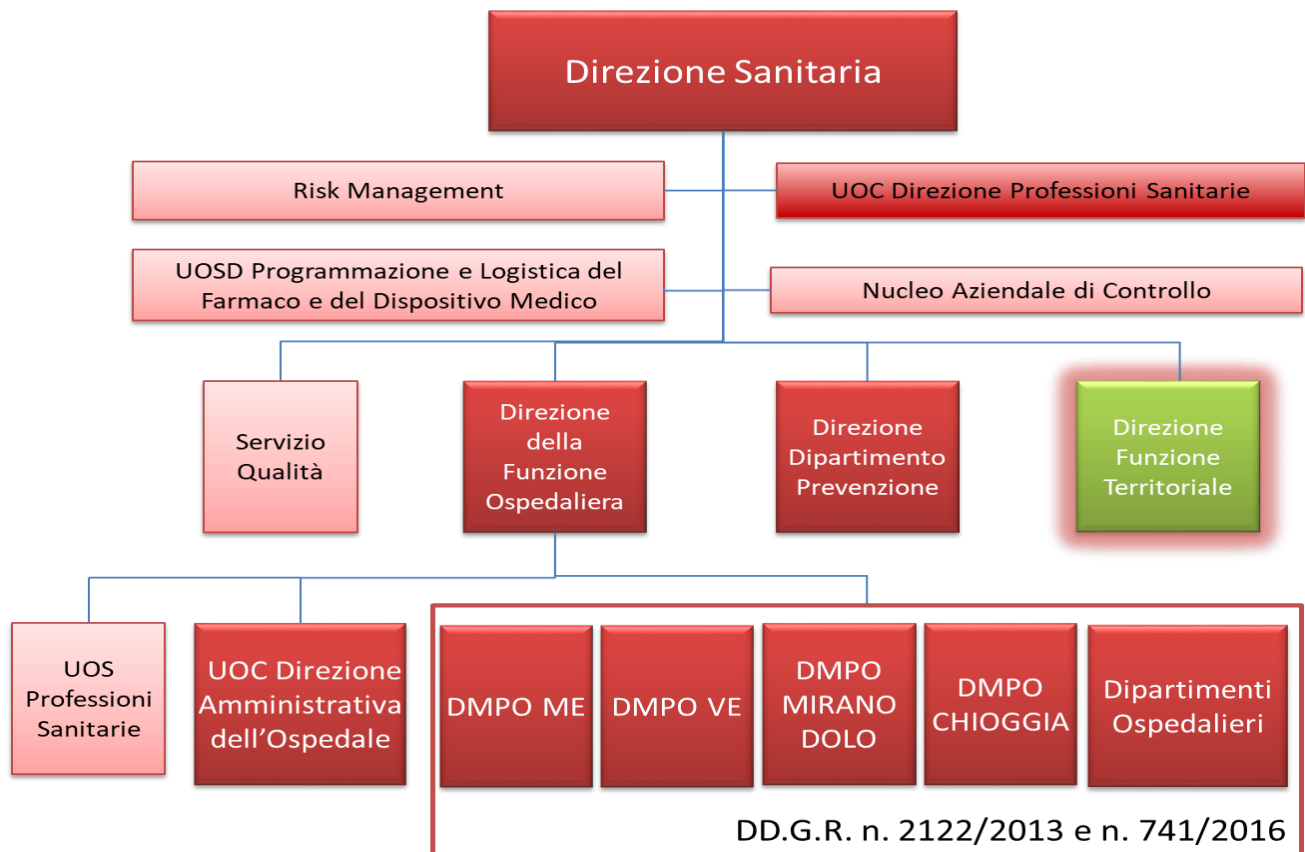 Direzione Sanitaria
Risk Management
UOC Direzione Professioni Sanitarie
UOSD Programmazione e Logistica del
Farmaco e del Dispositivo Medico
Nucleo Aziendale di Controllo
Servizio
Qualità
Direzione
della
Funzione
Ospedaliera
Direzione
Dipartimento
Prevenzione
Direzione
Funzione
Territoriale
UOS
Professioni
Sanitarie
UOC Direzione
Amministrativa
dell’Ospedale
DMPO ME
DMPO VE
DMPO
MIRANO
DOLO
DMPO
CHIOGGIA
Dipartimenti
Ospedalieri
DD.G.R. n. 2122/2013 e n. 741/2016